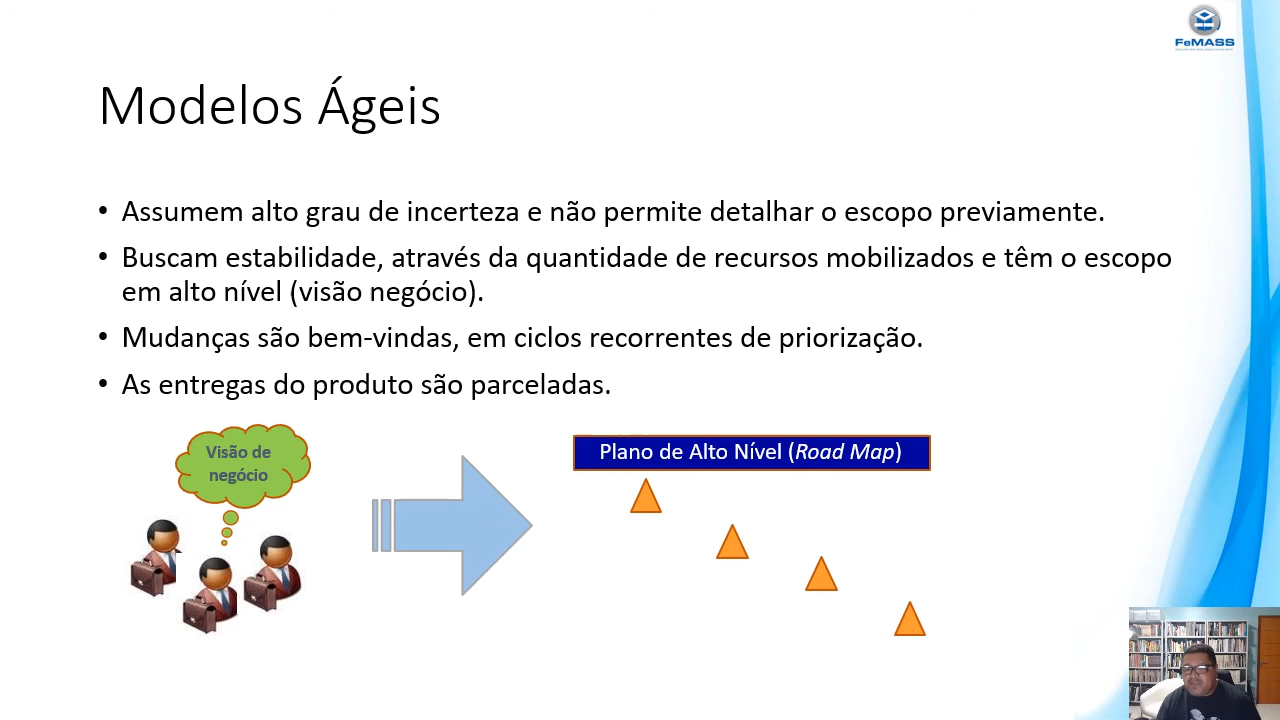 FeMASS
Modelos Ágeis
• Assumem alto grau de incerteza e não permite detalhar o escopo previamente.
• Buscam estabilidade, através da quantidade de recursos mobilizados e têm o escopo
em alto nível (visão negócio).
• Mudanças são bem-vindas, em ciclos recorrentes de priorização.
• As entregas do produto são parceladas.
Visão de
negócio
Plano de Alto Nível (Road Map)